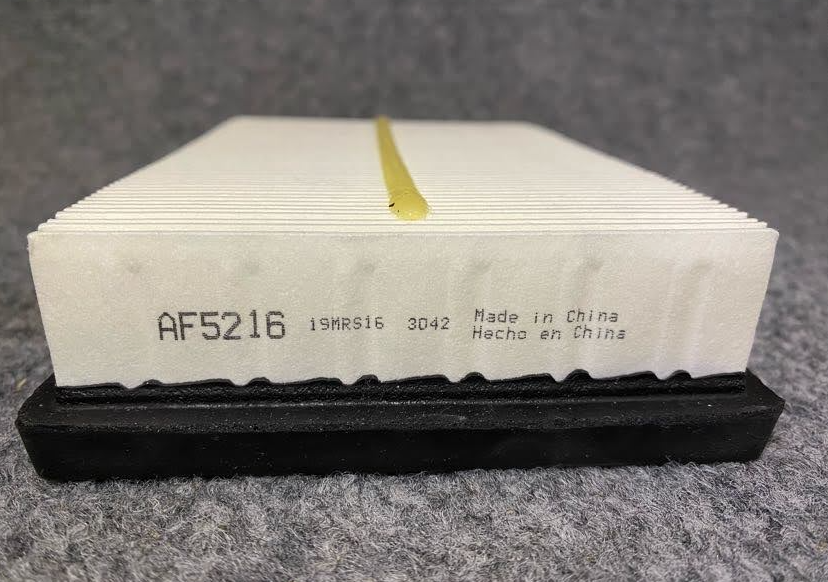 AF5216 19MRS16 3042 Made in China
Hecho en China